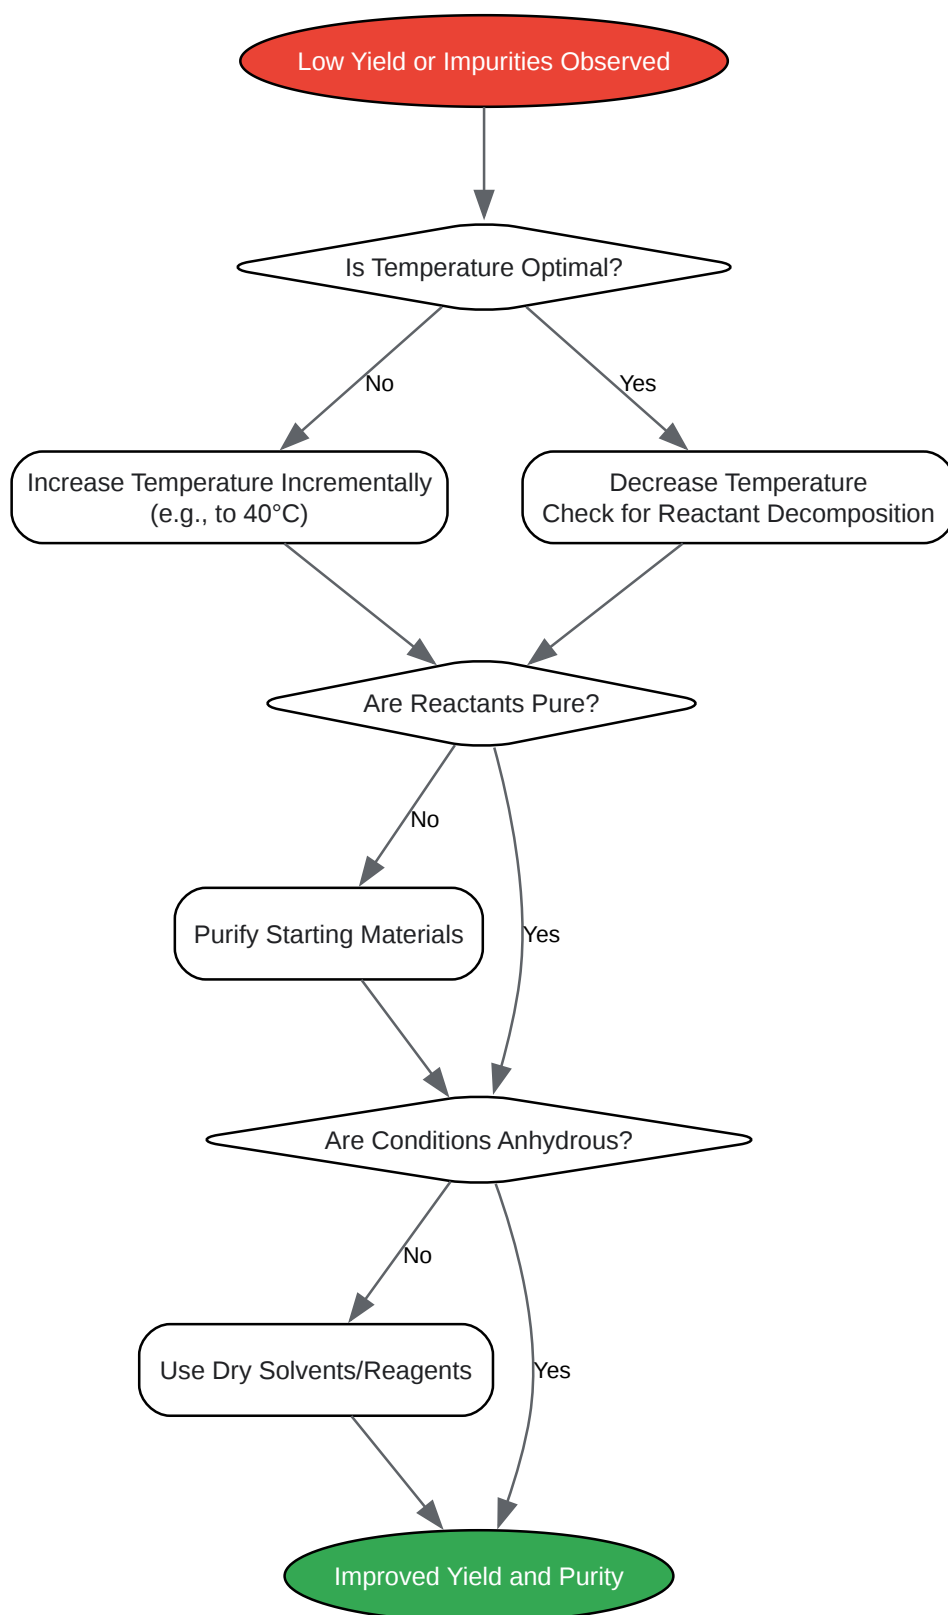 Low Yield or Impurities Observed
Is Temperature Optimal?
No
Yes
Increase Temperature Incrementally
(e.g., to 40°C)
Decrease Temperature
Check for Reactant Decomposition
Are Reactants Pure?
No
Purify Starting Materials
Yes
Are Conditions Anhydrous?
No
Use Dry Solvents/Reagents
Yes
Improved Yield and Purity